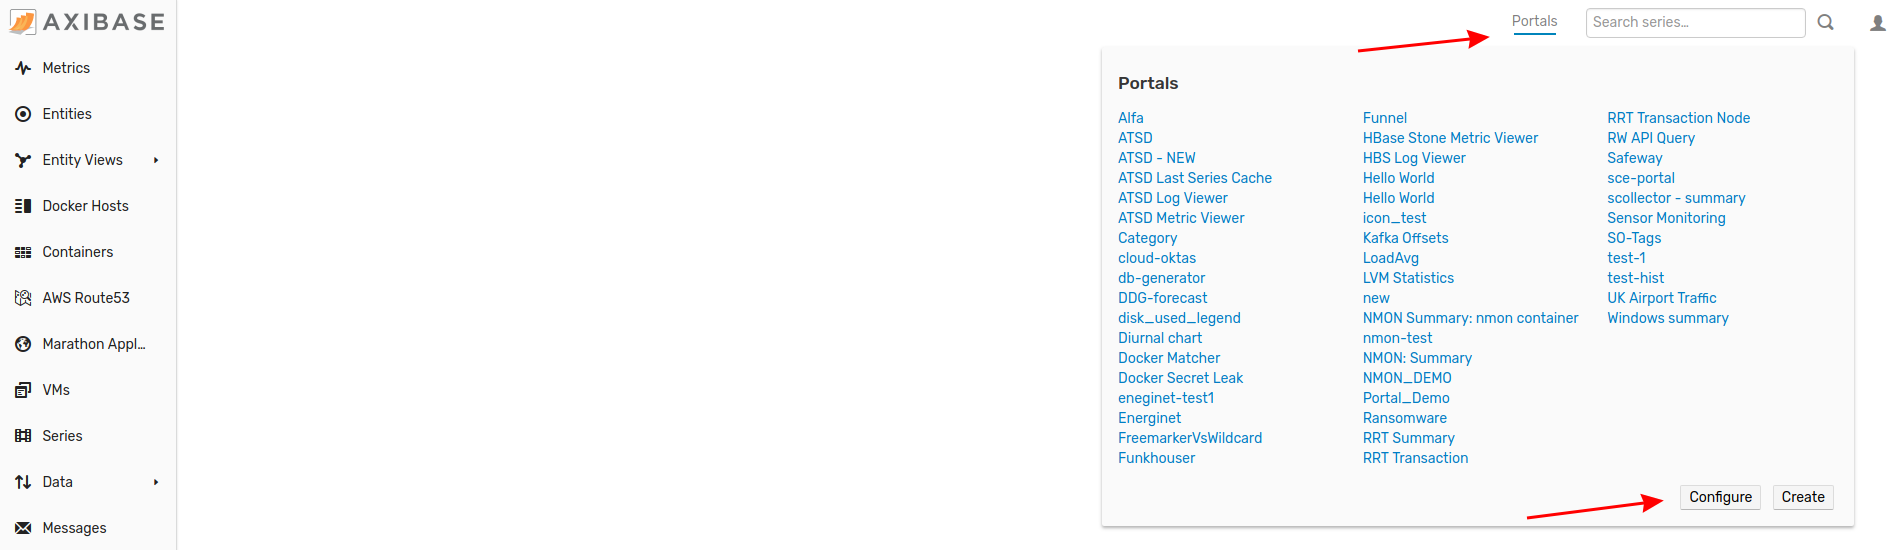 AXIBASE
Portals
Search series...
Metrics
Entities
Entity Views
Docker Hosts
Containers
AWS Route53
Marathon Appl...
VMs
Series
Data
Messages
Portals
Alfa
ATSD
ATSD - NEW
ATSD Last Series Cache
ATSD Log Viewer
ATSD Metric Viewer
Category
cloud-oktas
db-generator
DDG-forecast
disk_used_legend
Diurnal chart
Docker Matcher
Docker Secret Leak
eneginet-test1
Energinet
FreemarkerVsWildcard
Funkhouser
Funnel
HBase Stone Metric Viewer
HBS Log Viewer
Hello World
Hello World
icon_test
Kafka Offsets
LoadAvg
LVM Statistics
new
NMON Summary: nmon container
nmon-test
NMON: Summary
NMON_DEMO
Portal_Demo
Ransomware
RRT Summary
RRT Transaction
RRT Transaction Node
RW API Query
Safeway
sce-portal
scollector - summary
Sensor Monitoring
SO-Tags
test-1
test-hist
UK Airport Traffic
Windows summary
Configure
Create